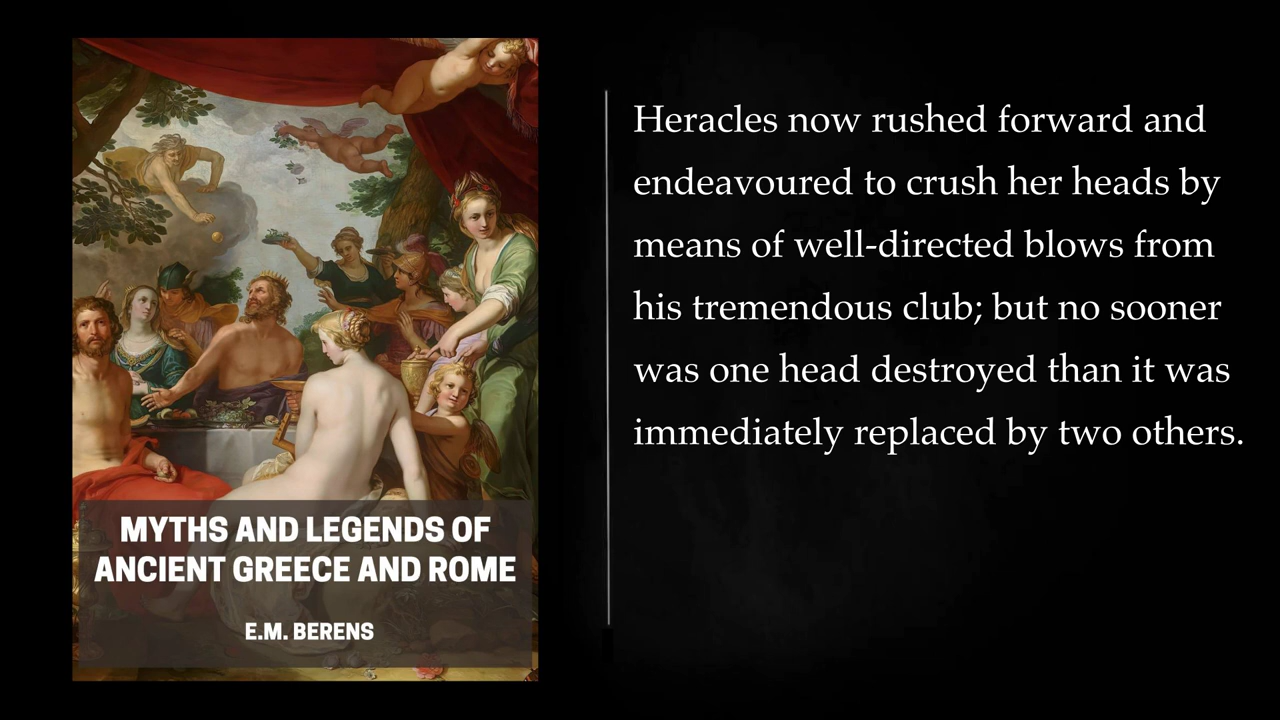 MYTHS AND LEGENDS OF
ANCIENT GREECE AND ROME
E.M. BERENS
Heracles now rushed forward and
endeavoured to crush her heads by
means of well-directed blows from
his tremendous club; but no sooner
was one head destroyed than it was
immediately replaced by two others.